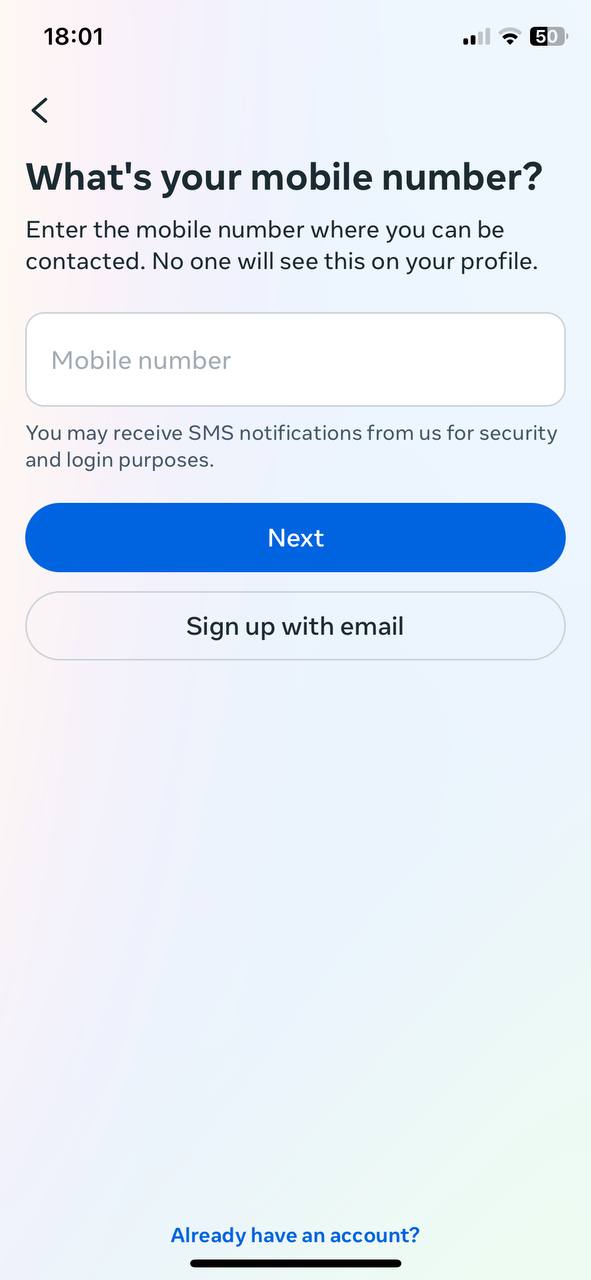 18:01
50
What's your mobile number?
Enter the mobile number where you can be
contacted. No one will see this on your profile.
Mobile number
You may receive SMS notifications from us for security
and login purposes.
Next
Sign up with email
Already have an account?